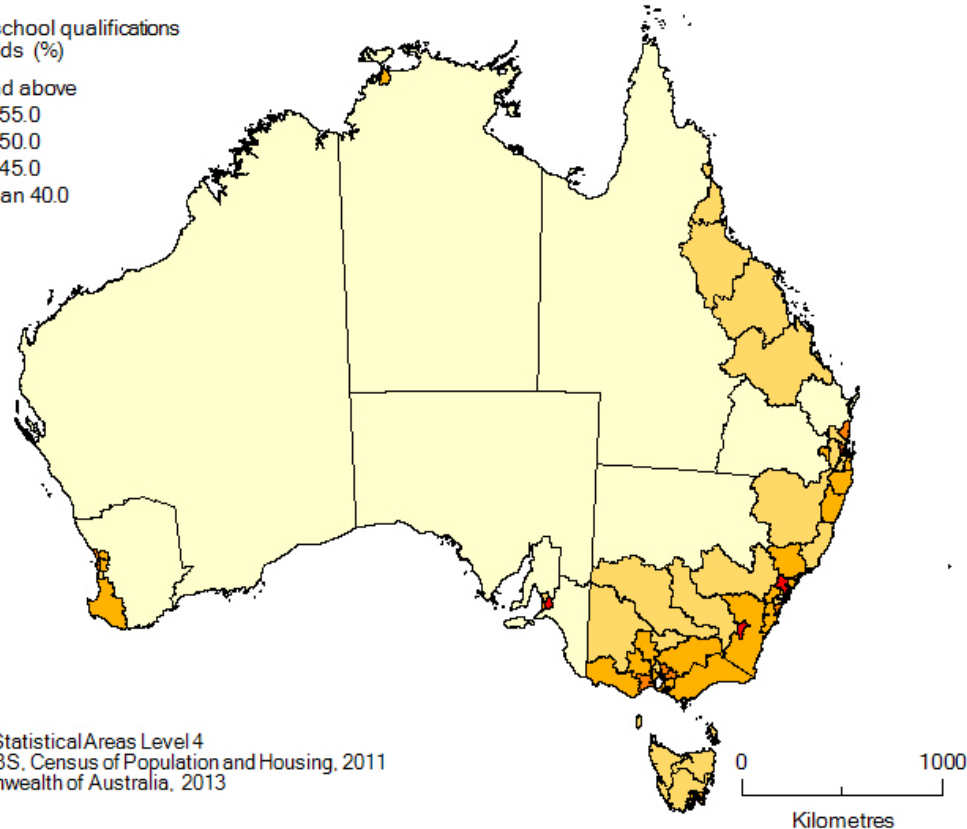 school qualifications
ds (%)
d above
55.0
50.0
45.0
an 40.0
Statistical Areas Level 4
BS, Census of Population and Housing, 2011
nwealth of Australia, 2013
0 1000
Kilometres